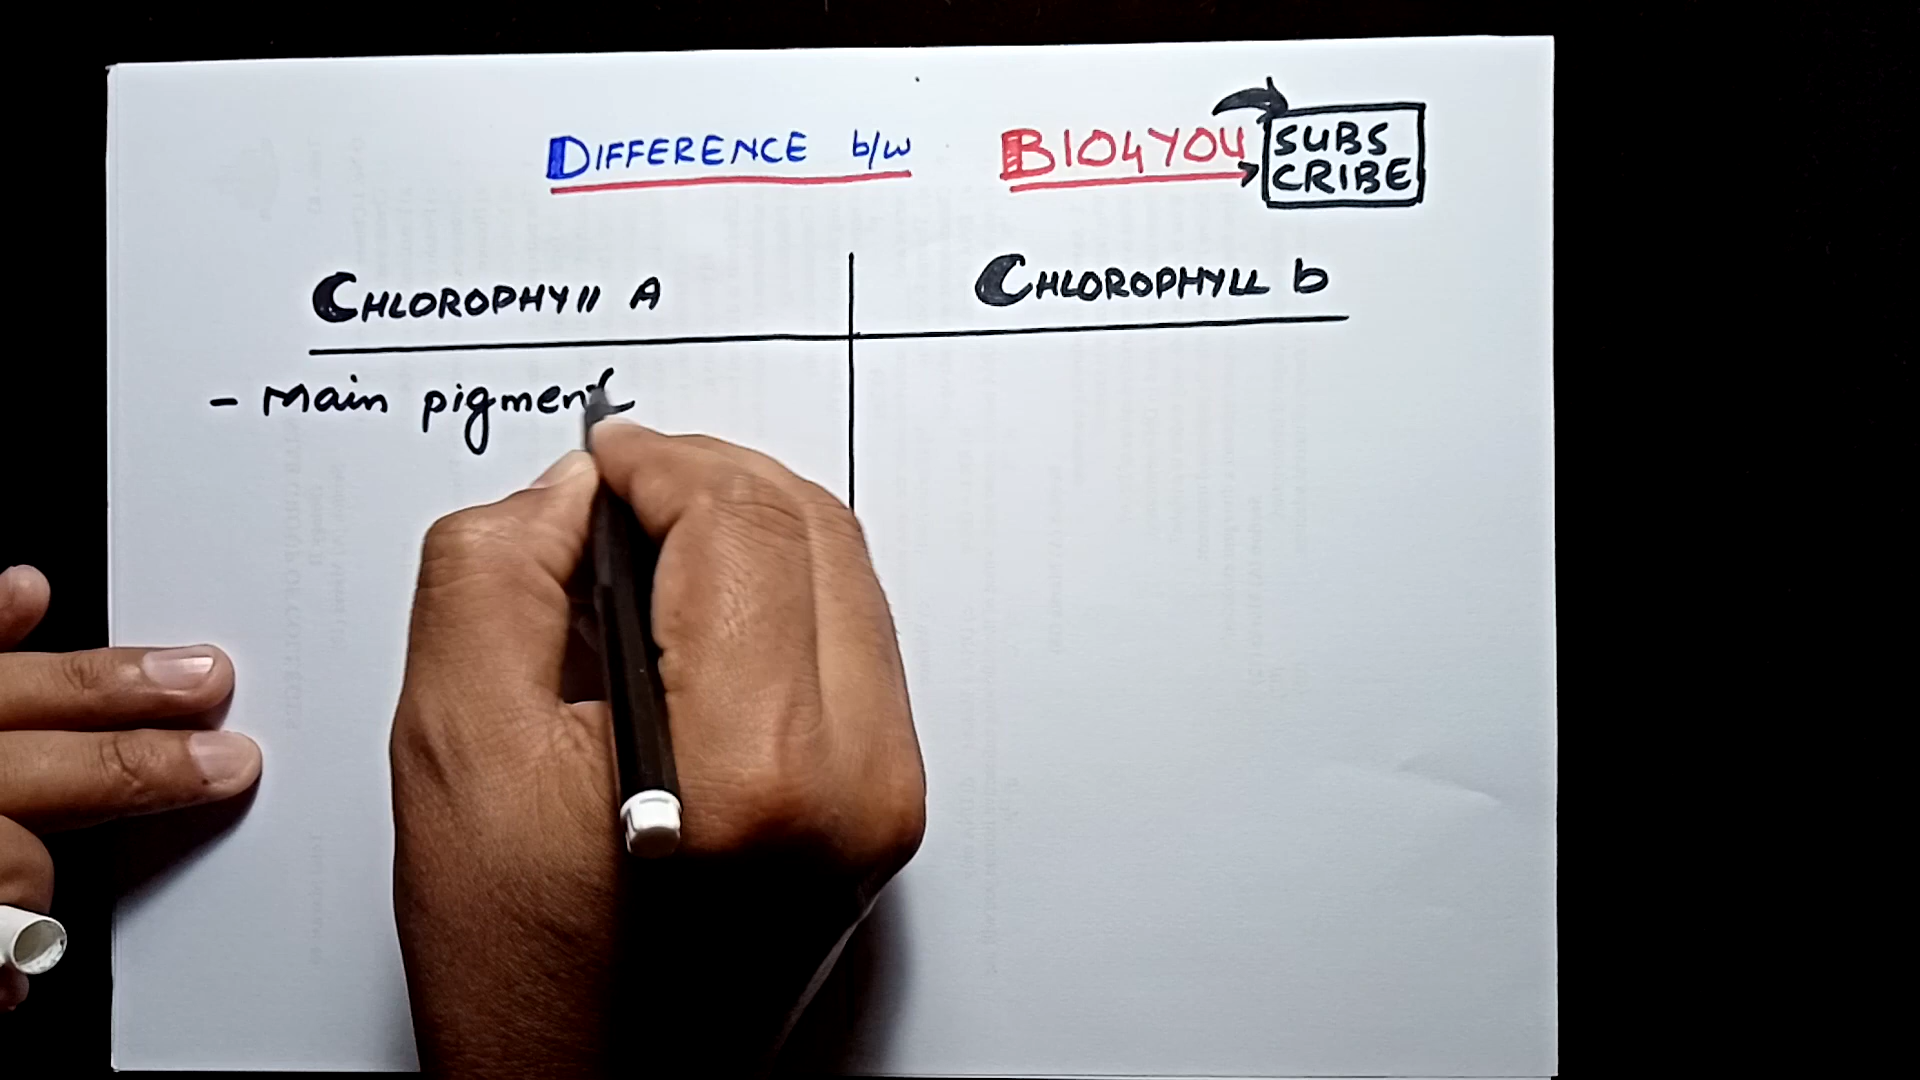 DIFFERENCE b/w
BIO4YOU
SUBS
CRIBE
CHLOROPHYll A
CHLOROPHYLL b
- Main pigment